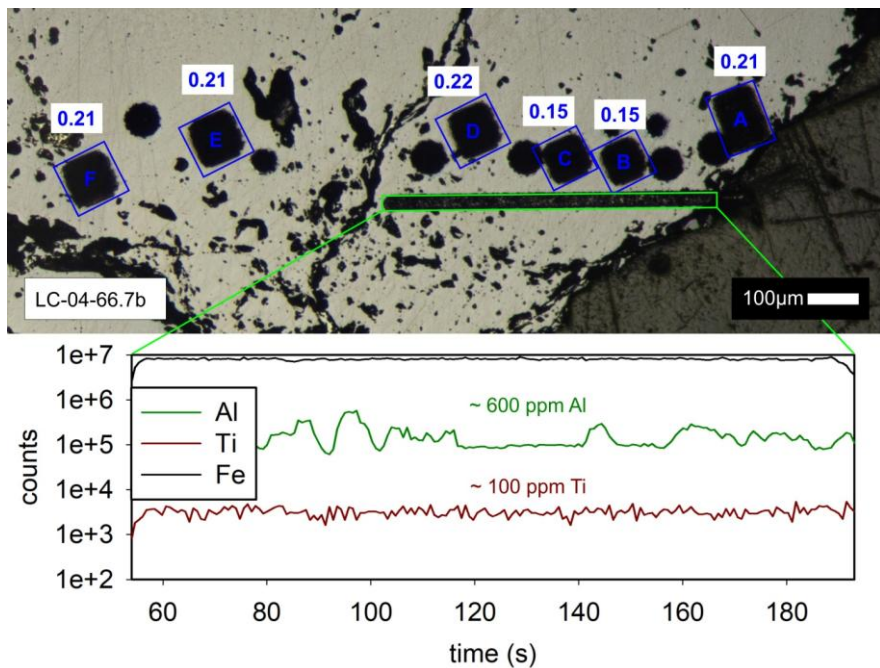 0.21
0.21
0.22
0.15
0.15
0.21
F
E
D
C
B
A
LC-04-66.7b
100µm
1e+7
1e+6
1e+5
1e+4
1e+3
1e+2
counts
Al
Ti
Fe
~ 600 ppm Al
~ 100 ppm Ti
60 80 100 120 140 160 180
time (s)